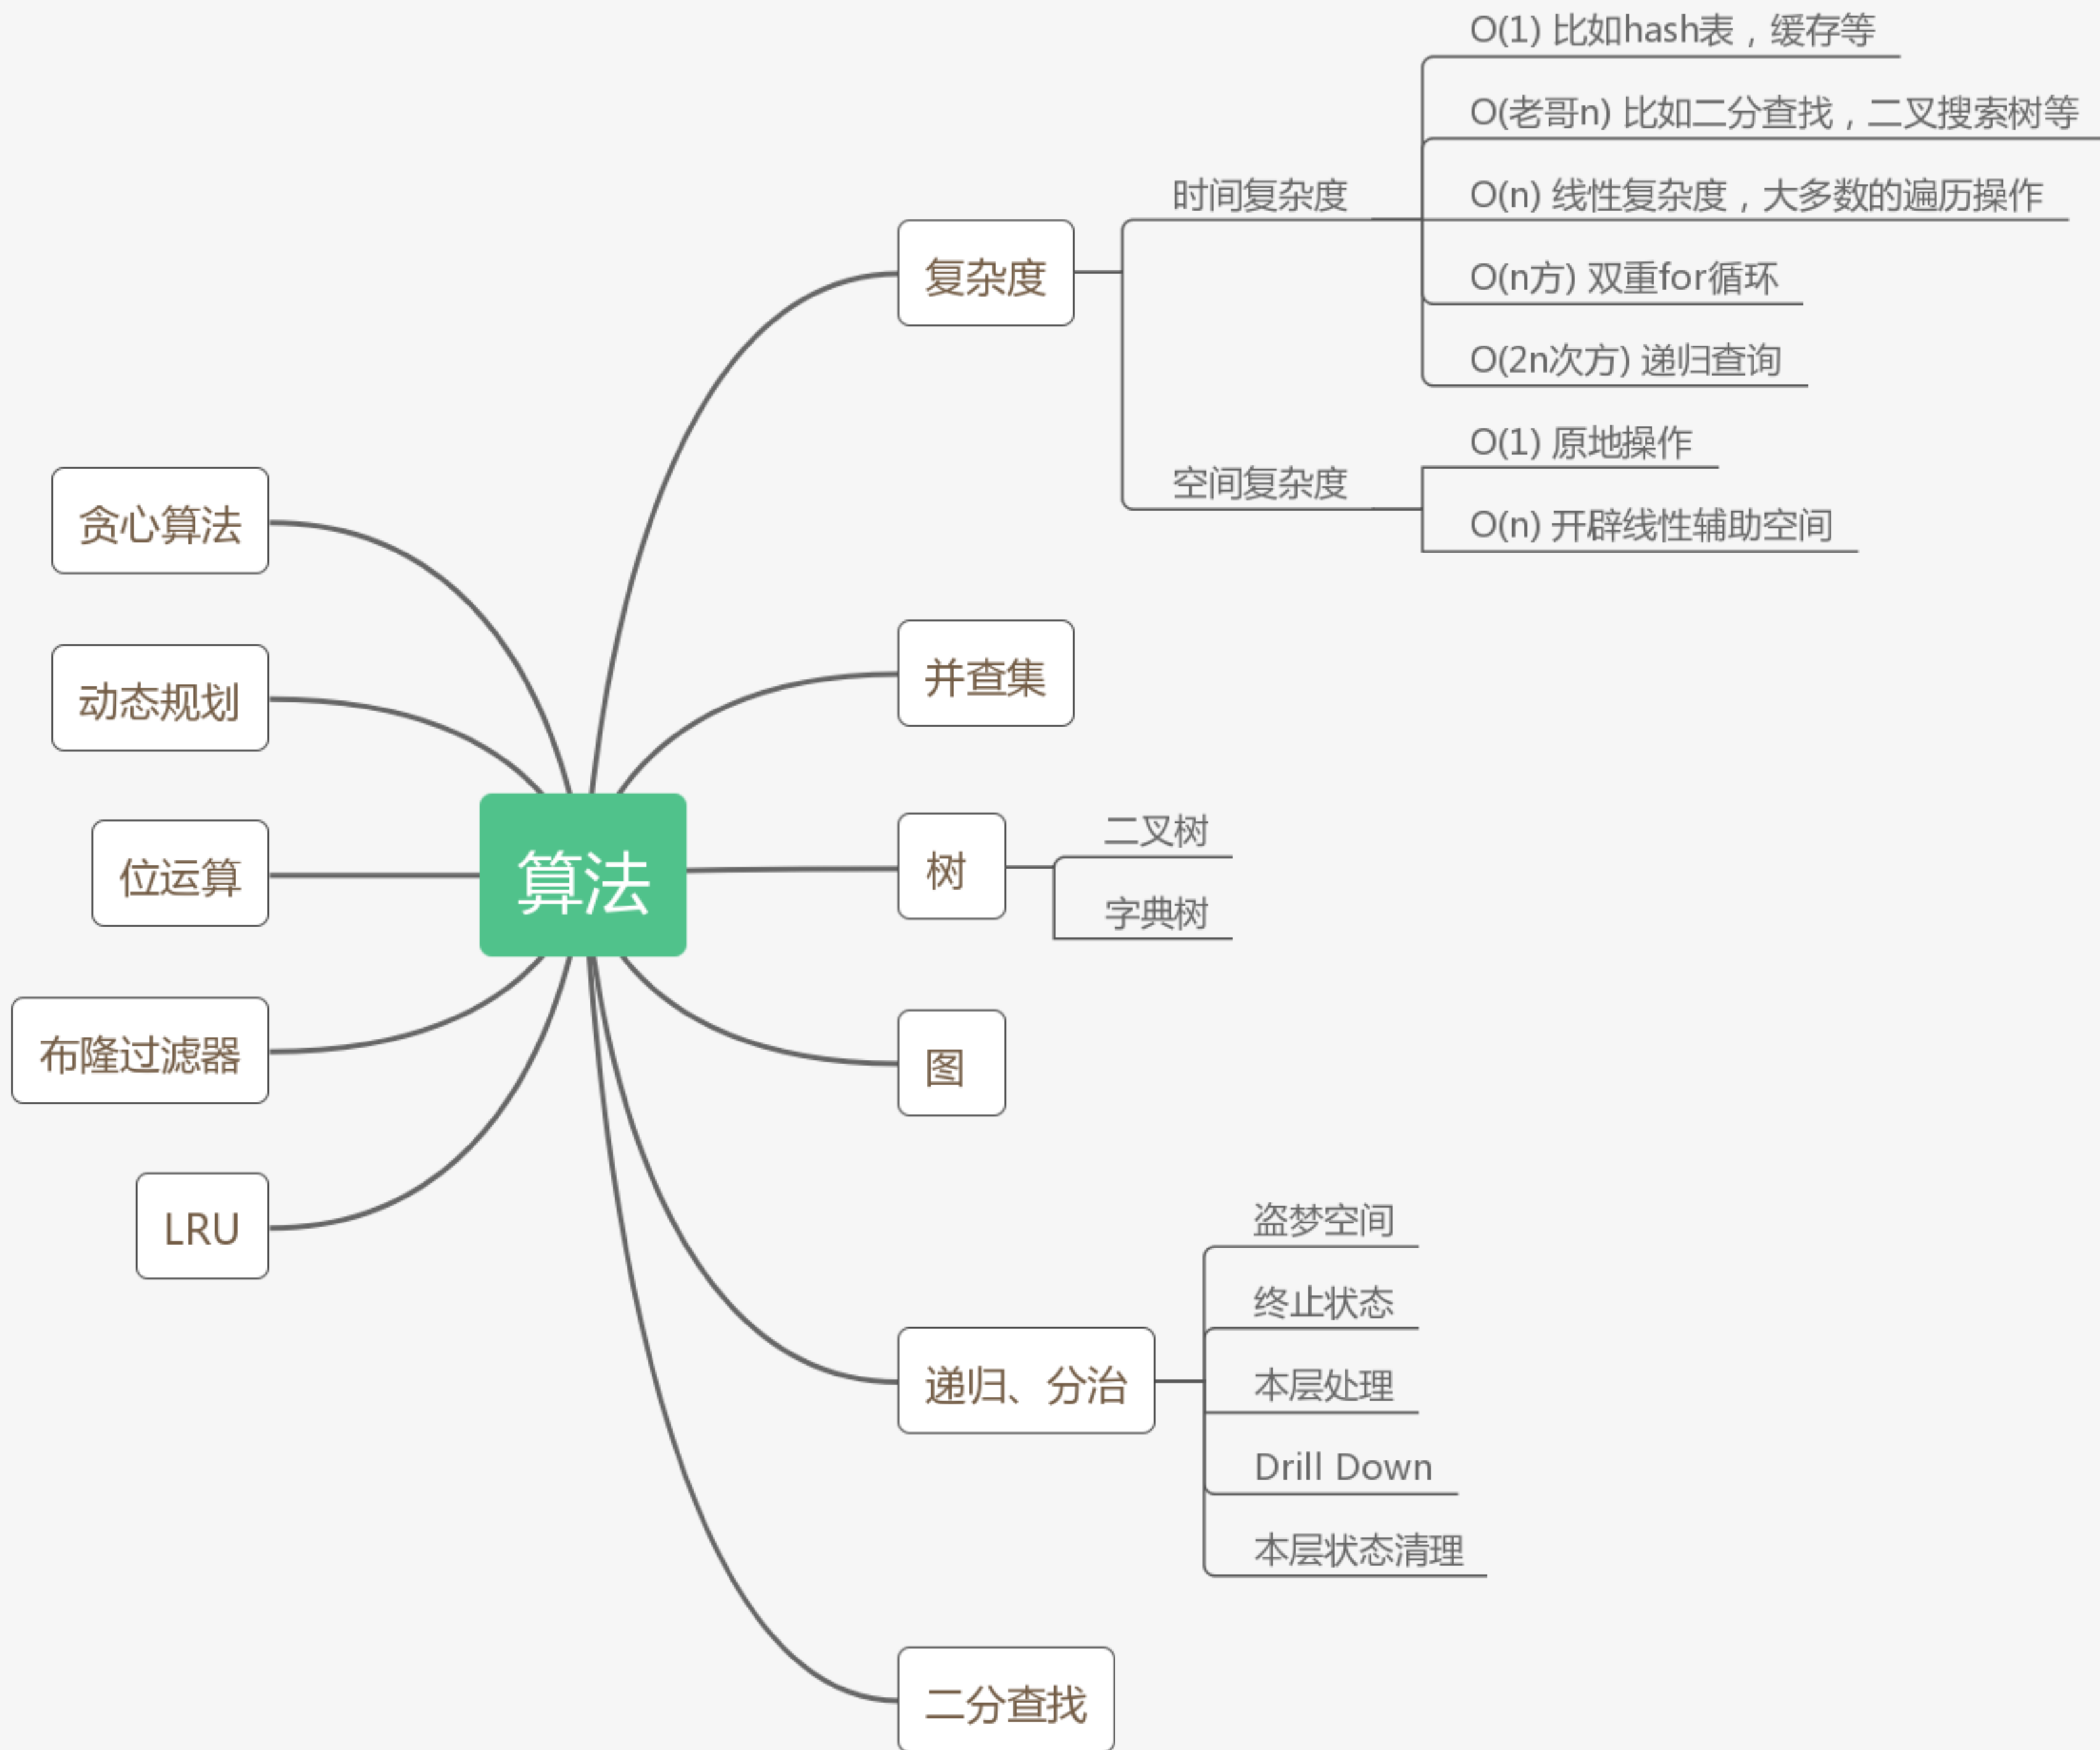 算法
复杂度
时间复杂度
O(1) 比如hash表，缓存等
O(老哥n) 比如二分查找，二叉搜索树等
O(n) 线性复杂度，大多数的遍历操作
O(n方) 双重for循环
O(2n次方) 递归查询
空间复杂度
O(1) 原地操作
O(n) 开辟线性辅助空间
并查集
树
二叉树
字典树
图
递归、分治
盗梦空间
终止状态
本层处理
Drill Down
本层状态清理
二分查找
贪心算法
动态规划
位运算
布隆过滤器
LRU